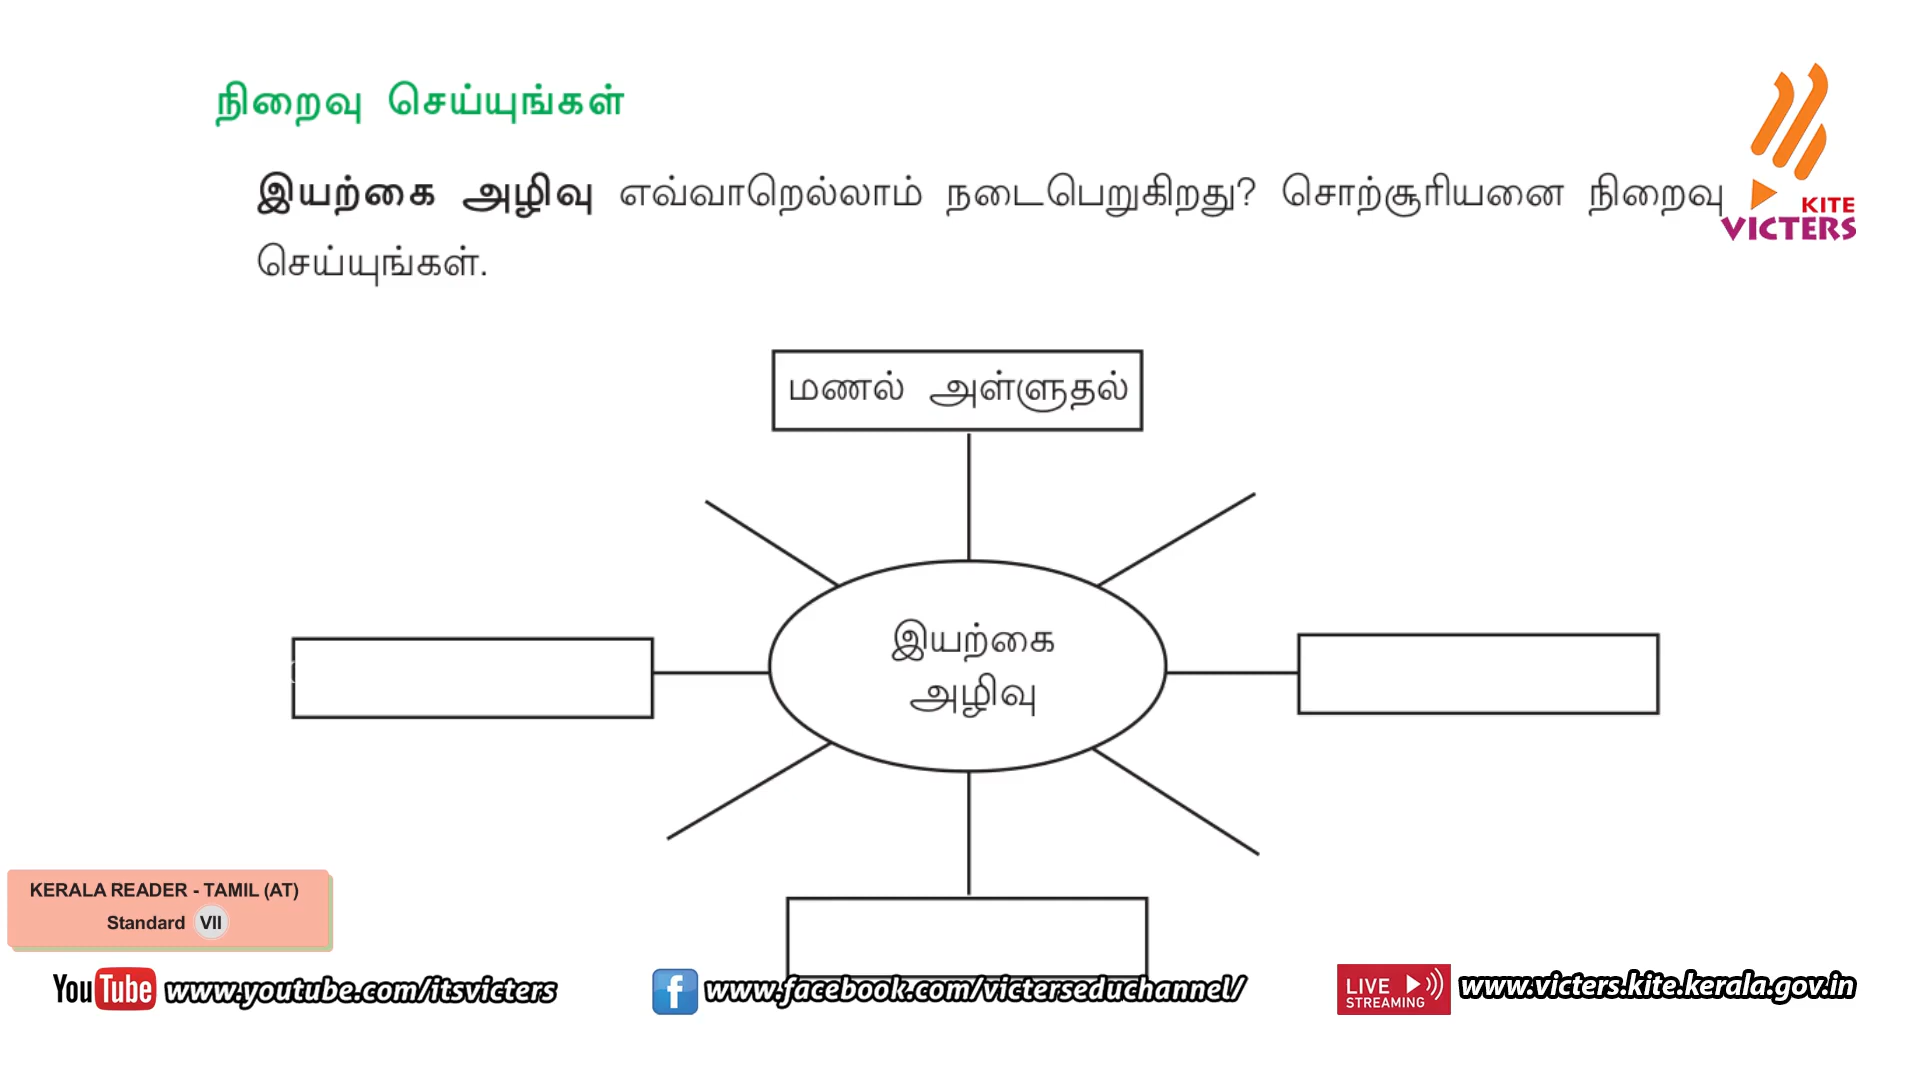 நிறைவு செய்யுங்கள்
இயற்கை அழிவு எவ்வாறெல்லாம் நடைபெறுகிறது? சொற்சூரியனை நிறைவு
செய்யுங்கள்.
KITE
VICTERS
மணல் அள்ளுதல்
இயற்கை
அழிவு
KERALA READER - TAMIL (AT)
Standard VII
YouTube www.youtube.com/itsvicters
f www.facebook.com/victerseduchannel/
LIVE
STREAMING
www.victers.kite.kerala.gov.in